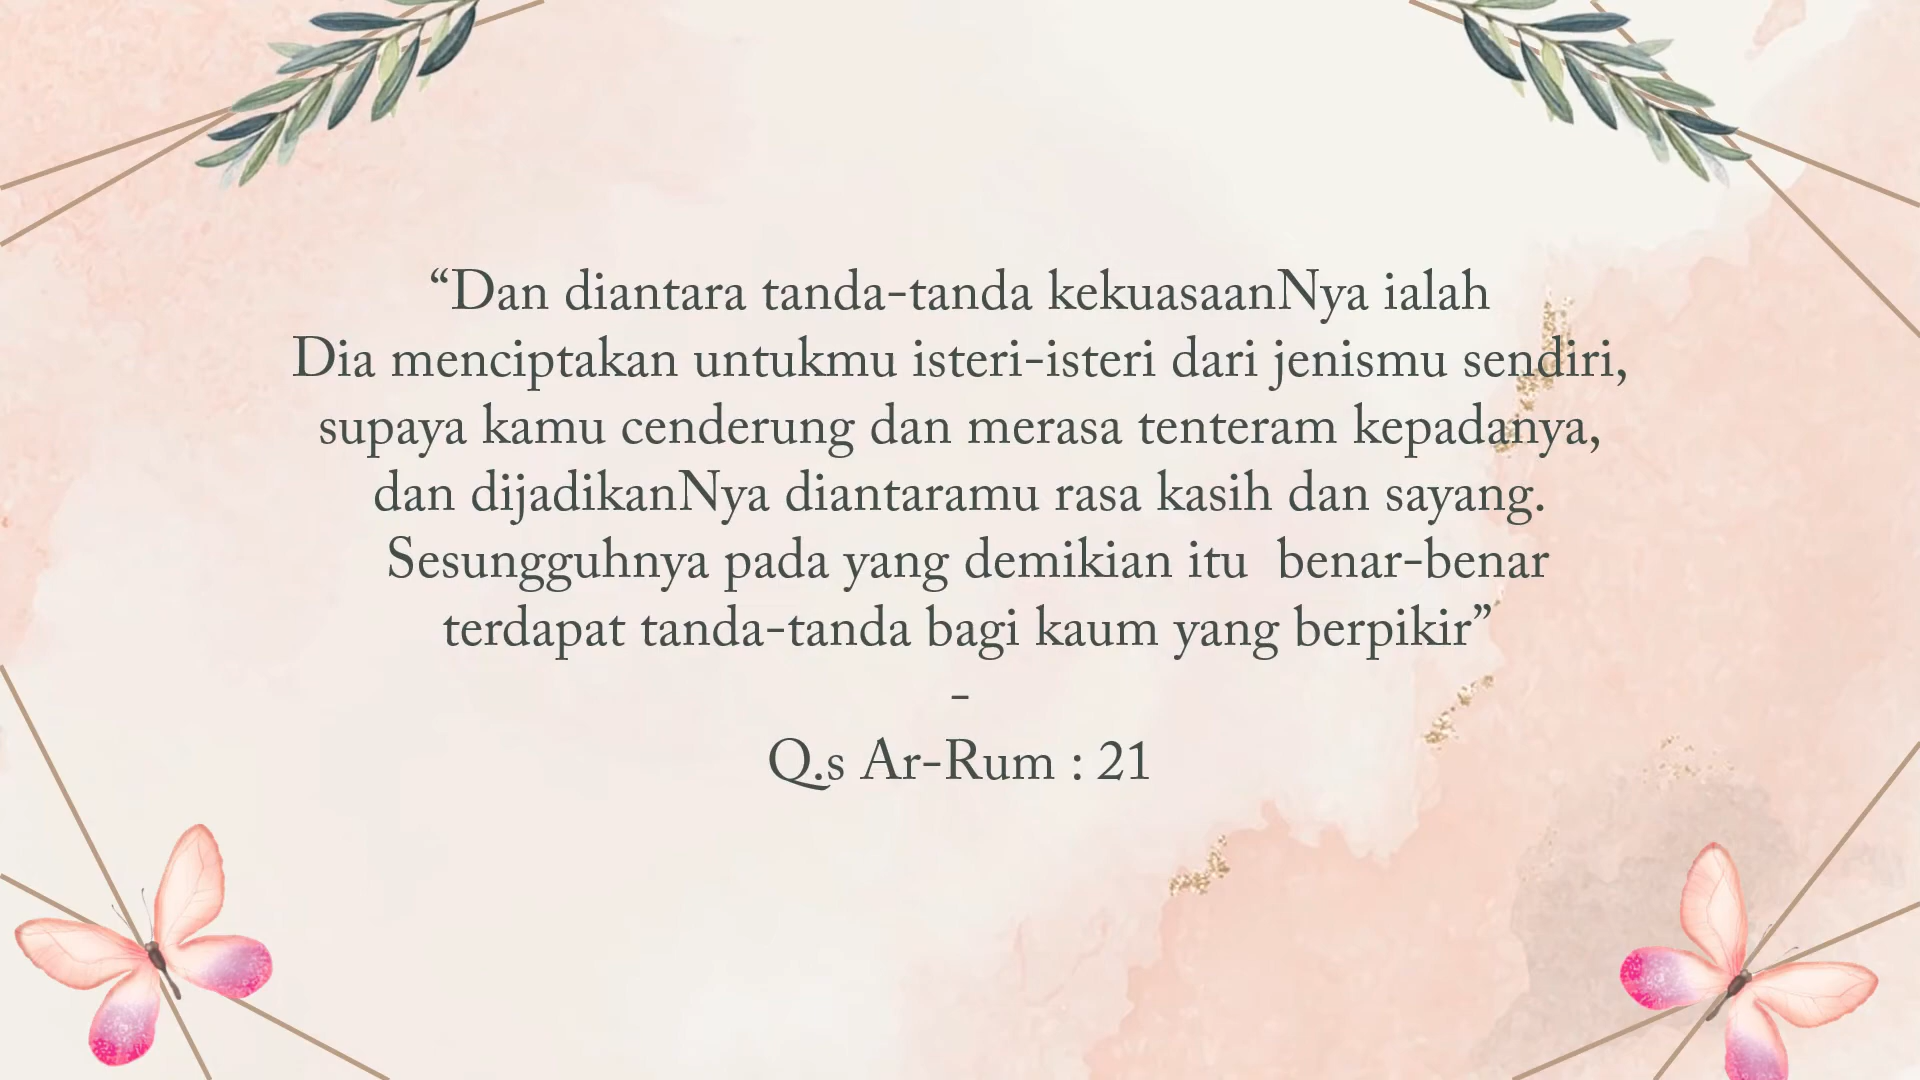 “Dan diantara tanda-tanda kekuasaanNya ialah
Dia menciptakan untukmu isteri-isteri dari jenismu sendiri,
supaya kamu cenderung dan merasa tenteram kepadanya,
dan dijadikanNya diantaramu rasa kasih dan sayang.
Sesungguhnya pada yang demikian itu  benar-benar
terdapat tanda-tanda bagi kaum yang berpikir”
-
Q.s Ar-Rum : 21